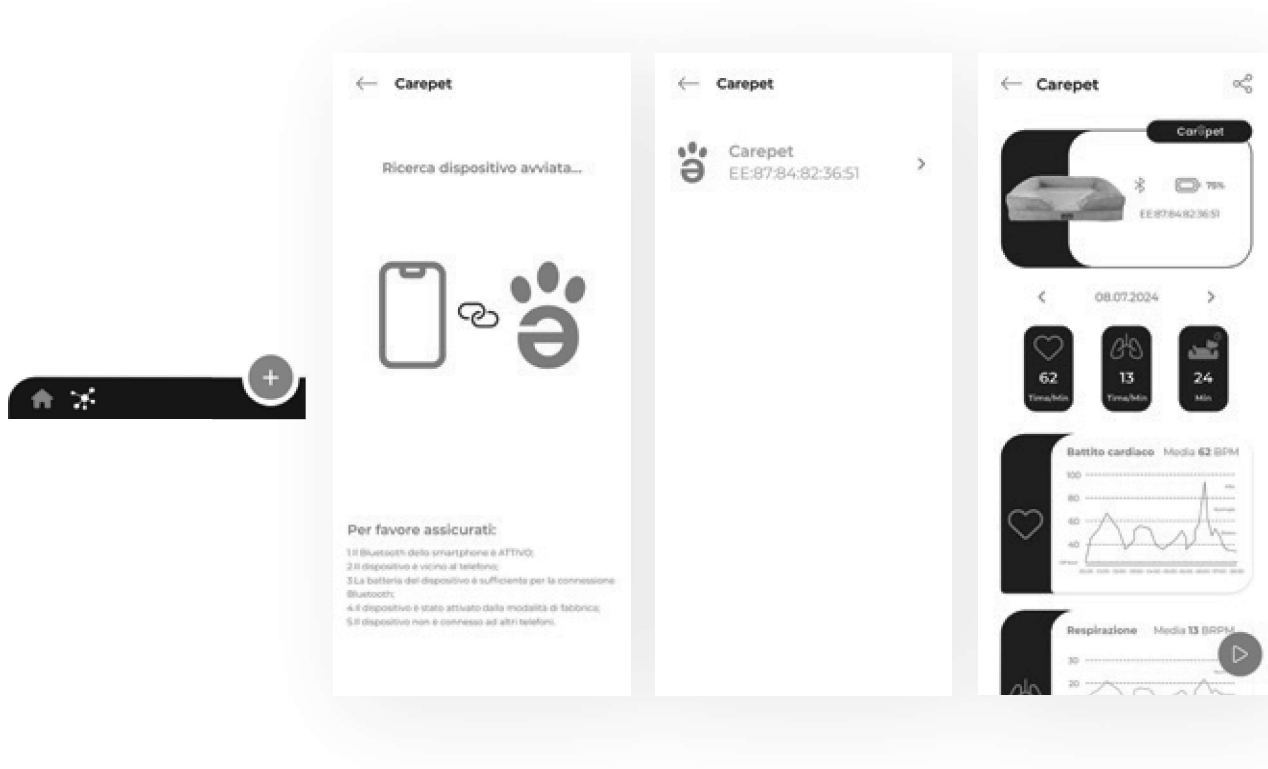 Carepet
Ricerca dispositivo avviata...
Per favore assicurati:
1.Il Bluetooth dello smartphone è ATTIVO;
2.Il dispositivo è vicino al telefono;
3.La batteria del dispositivo è sufficiente per la connessione
Bluetooth;
4.Il dispositivo è stato attivato dalla modalità di fabbrica;
5.Il dispositivo non è connesso ad altri telefoni.
Carepet
Carepet
EE:87:84:82:36:51
Carepet
Carepet
75%
EE:87:84:82:36:51
08.07.2024
62
Time/Min
13
Time/Min
24
Min
Battito cardiaco Media 62 BPM
100
80
60
40
Respirazione Media 13 BRPM
30
20